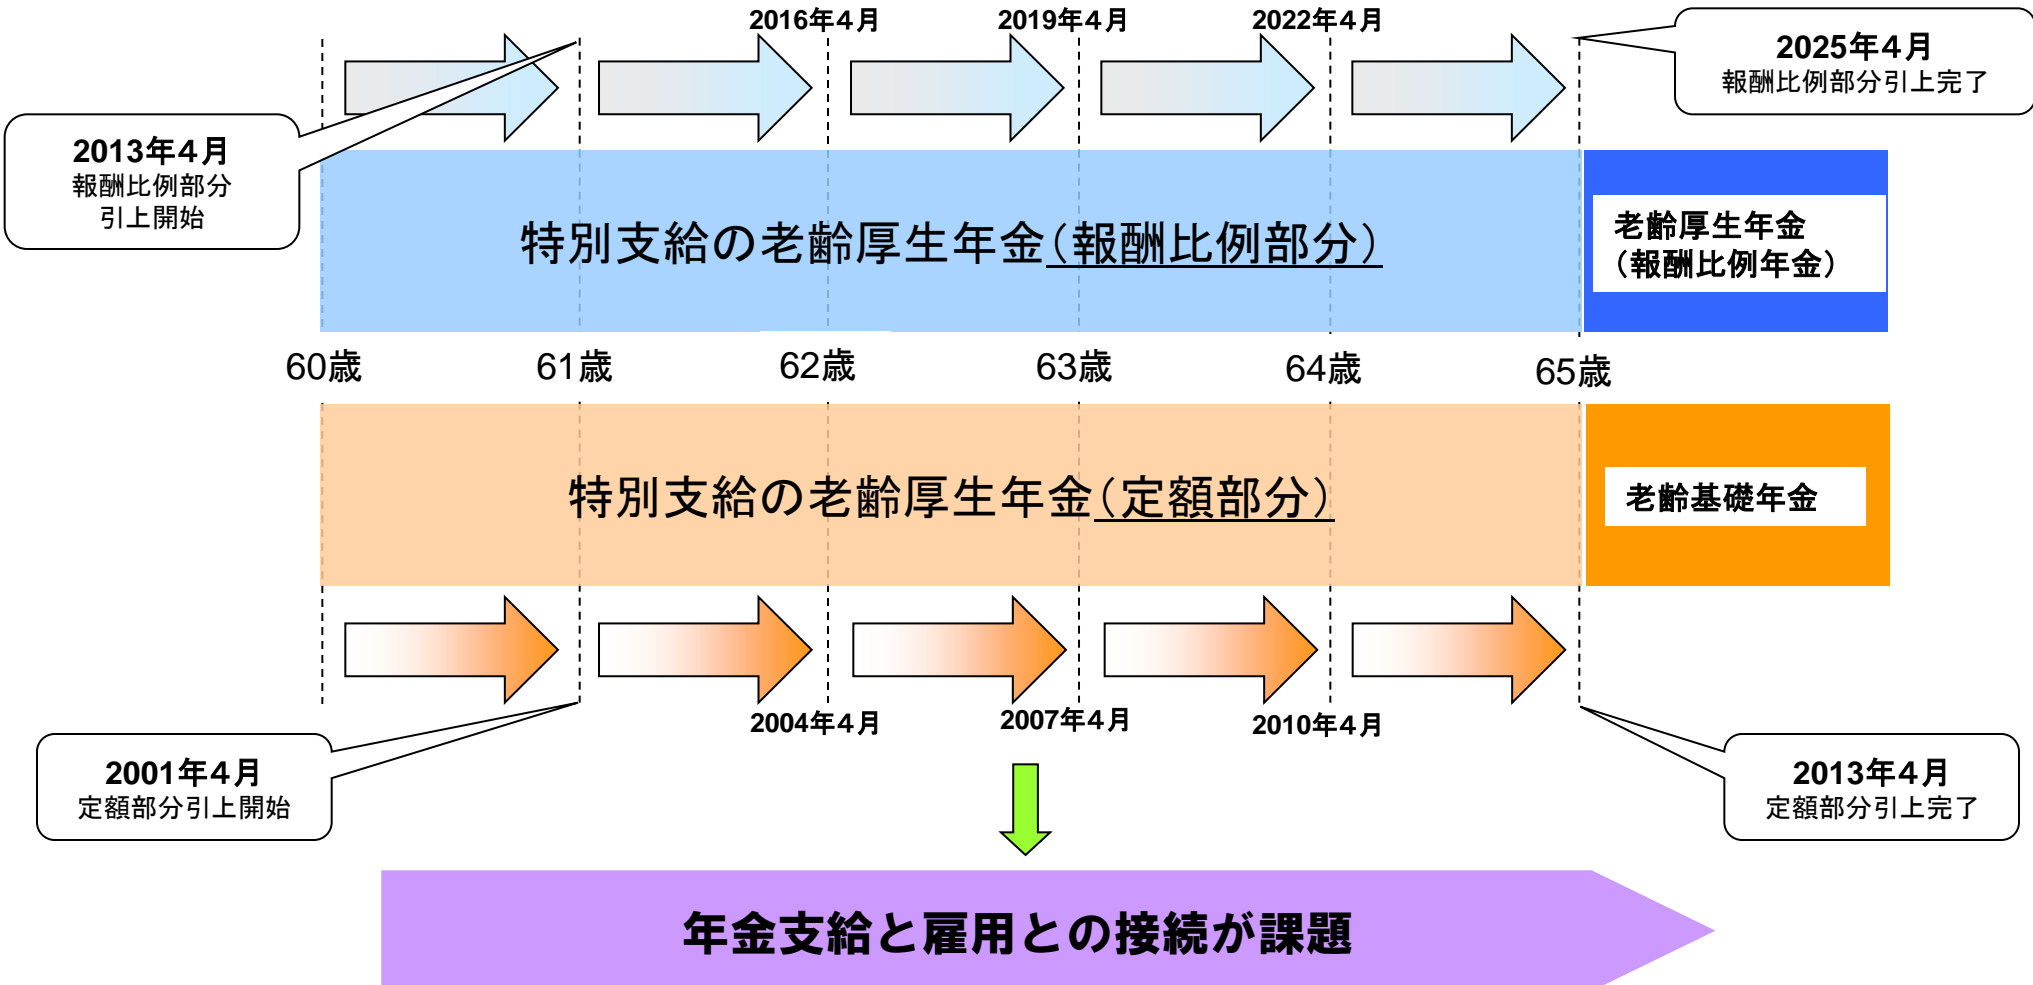 2016年4月
2019年4月
2022年4月
2025年4月
報酬比例部分引上完了
2013年4月
報酬比例部分
引上開始
特別支給の老齢厚生年金(報酬比例部分)
老齢厚生年金
(報酬比例年金)
60歳
61歳
62歳
63歳
64歳
65歳
特別支給の老齢厚生年金(定額部分)
老齢基礎年金
2004年4月
2007年4月
2010年4月
2001年4月
定額部分引上開始
2013年4月
定額部分引上完了
年金支給と雇用との接続が課題